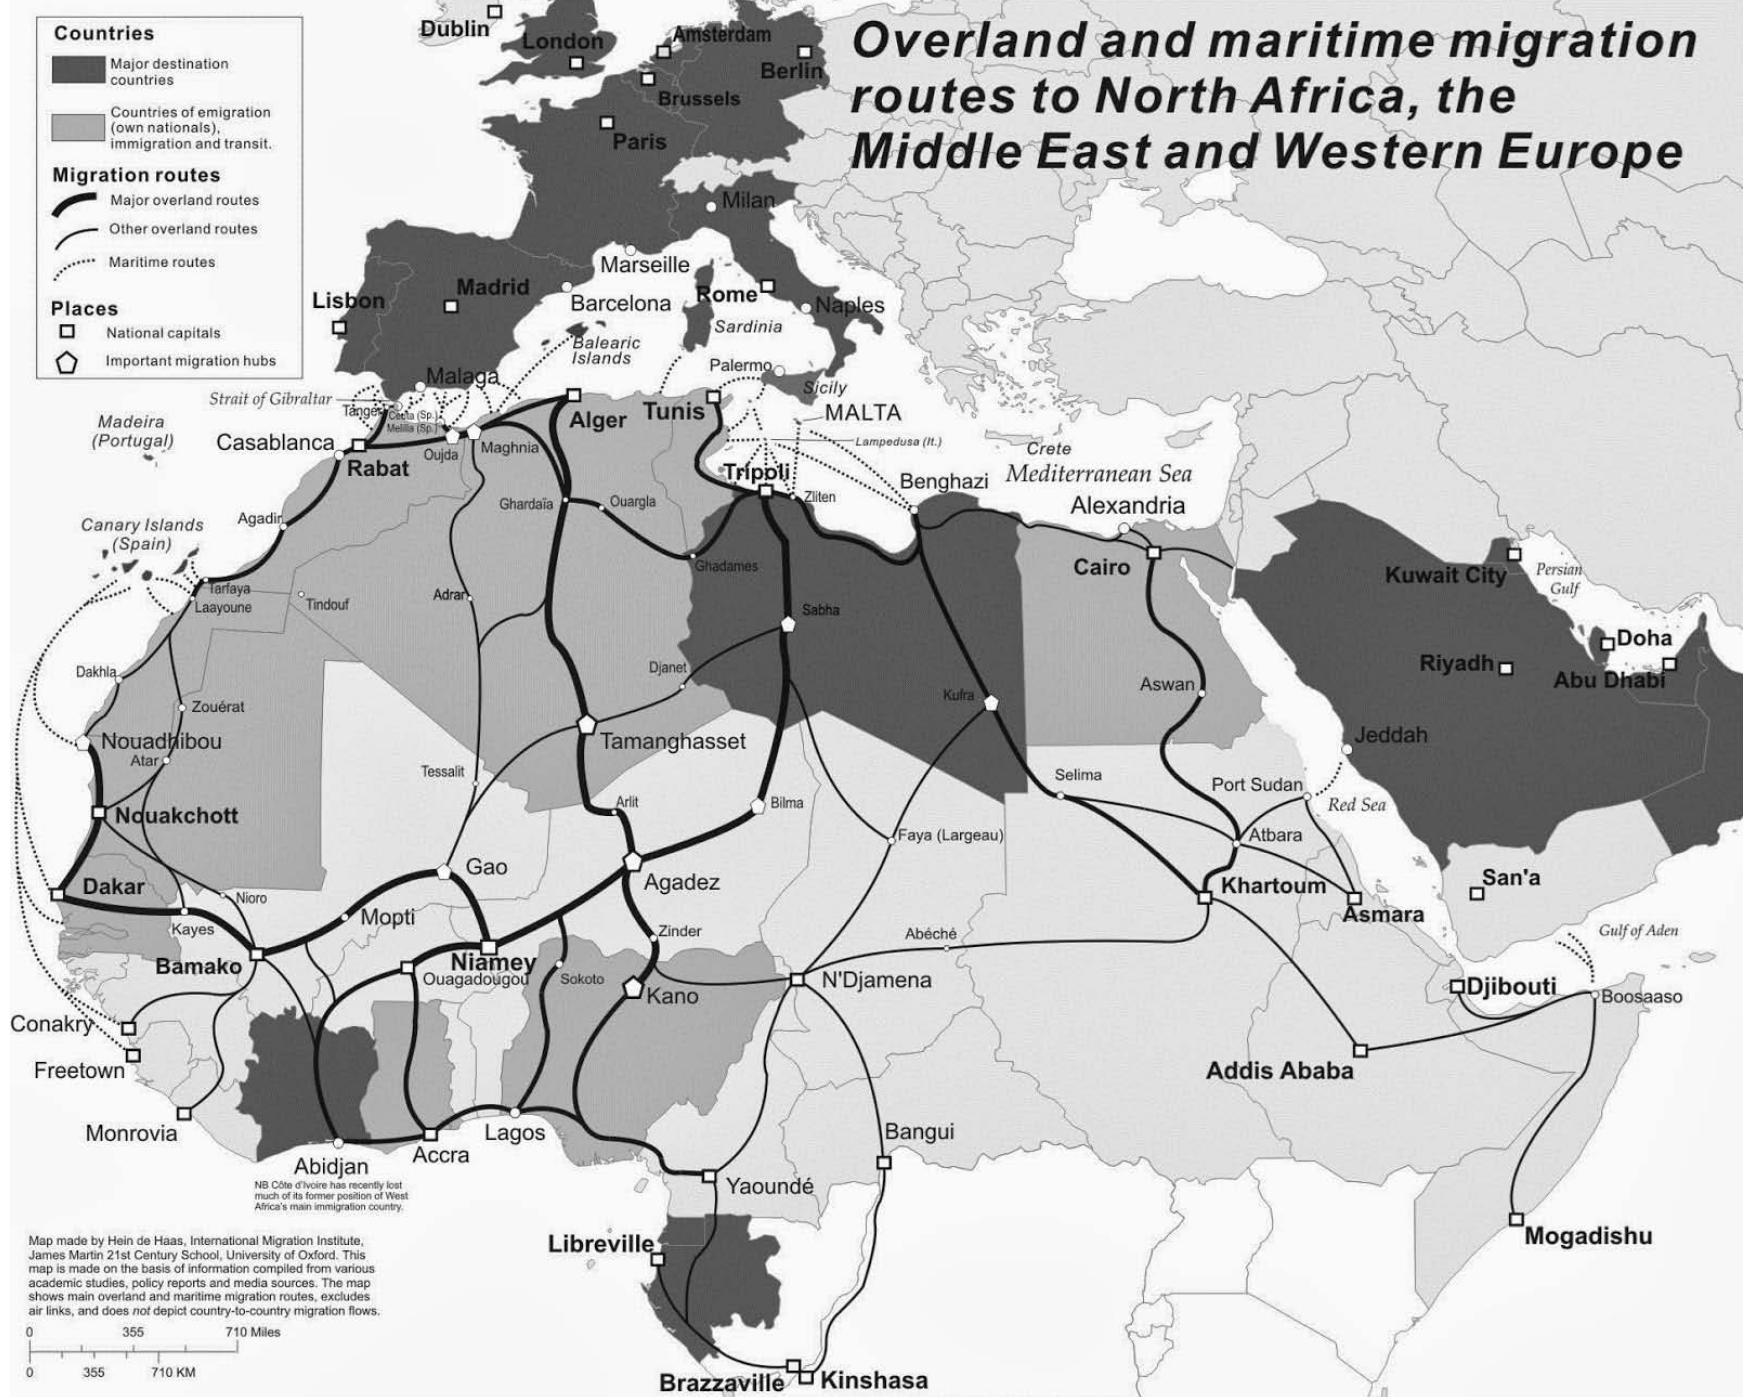 Overland and maritime migration
routes to North Africa, the
Middle East and Western Europe
Countries
Major destination
countries
Countries of emigration
(own nationals),
immigration and transit.
Migration routes
Major overland routes
Other overland routes
Maritime routes
Places
National capitals
Important migration hubs
Dublin
London
Amsterdam
Berlin
Brussels
Paris
Milan
Marseille
Madrid
Lisbon
Barcelona
Rome
Naples
Sardinia
Balearic
Islands
Palermo
Sicily
Malaga
Strait of Gibraltar
Tanger
Ceuta (Sp.)
Melilla (Sp.)
MALTA
Lampedusa (It.)
Madeira
(Portugal)
Casablanca
Rabat
Oujda
Maghnia
Alger
Tunis
Tripoli
Zliten
Benghazi
Crete
Mediterranean Sea
Alexandria
Cairo
Ghardaïa
Ouargla
Agadir
Canary Islands
(Spain)
Tarfaya
Laayoune
Tindouf
Adrar
Ghadames
Sabha
Kuwait City
Persian
Gulf
Doha
Riyadh
Abu Dhabi
Djanet
Kufra
Aswan
Dakhla
Zouérat
Nouadhibou
Atar
Tamanghasset
Jeddah
Tessalit
Selima
Port Sudan
Red Sea
Nouakchott
Arlit
Bilma
Faya (Largeau)
Atbara
Dakar
Nioro
Gao
Agadez
Khartoum
Asmara
San'a
Kayes
Mopti
Zinder
Abéché
Gulf of Aden
Bamako
Niamey
Ouagadougou
Sokoto
Kano
N'Djamena
Djibouti
Boosaaso
Conakry
Freetown
Addis Ababa
Monrovia
Abidjan
Accra
Lagos
Bangui
NB Côte d'Ivoire has recently lost
much of its former position of West
Africa's main immigration country.
Yaoundé
Libreville
Mogadishu
Brazzaville
Kinshasa
Map made by Hein de Haas, International Migration Institute,
James Martin 21st Century School, University of Oxford. This
map is made on the basis of information compiled from various
academic studies, policy reports and media sources. The map
shows main overland and maritime migration routes, excludes
air links, and does not depict country-to-country migration flows.
0 355 710 Miles
0 355 710 KM